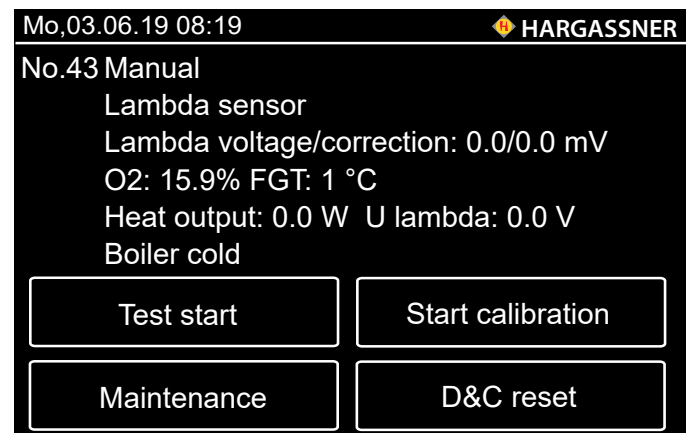 Mo,03.06.19 08:19 HARGASSNER
No.43 Manual
Lambda sensor
Lambda voltage/correction: 0.0/0.0 mV
O2: 15.9% FGT: 1 °C
Heat output: 0.0 W U lambda: 0.0 V
Boiler cold
Test start Start calibration
Maintenance D&C reset